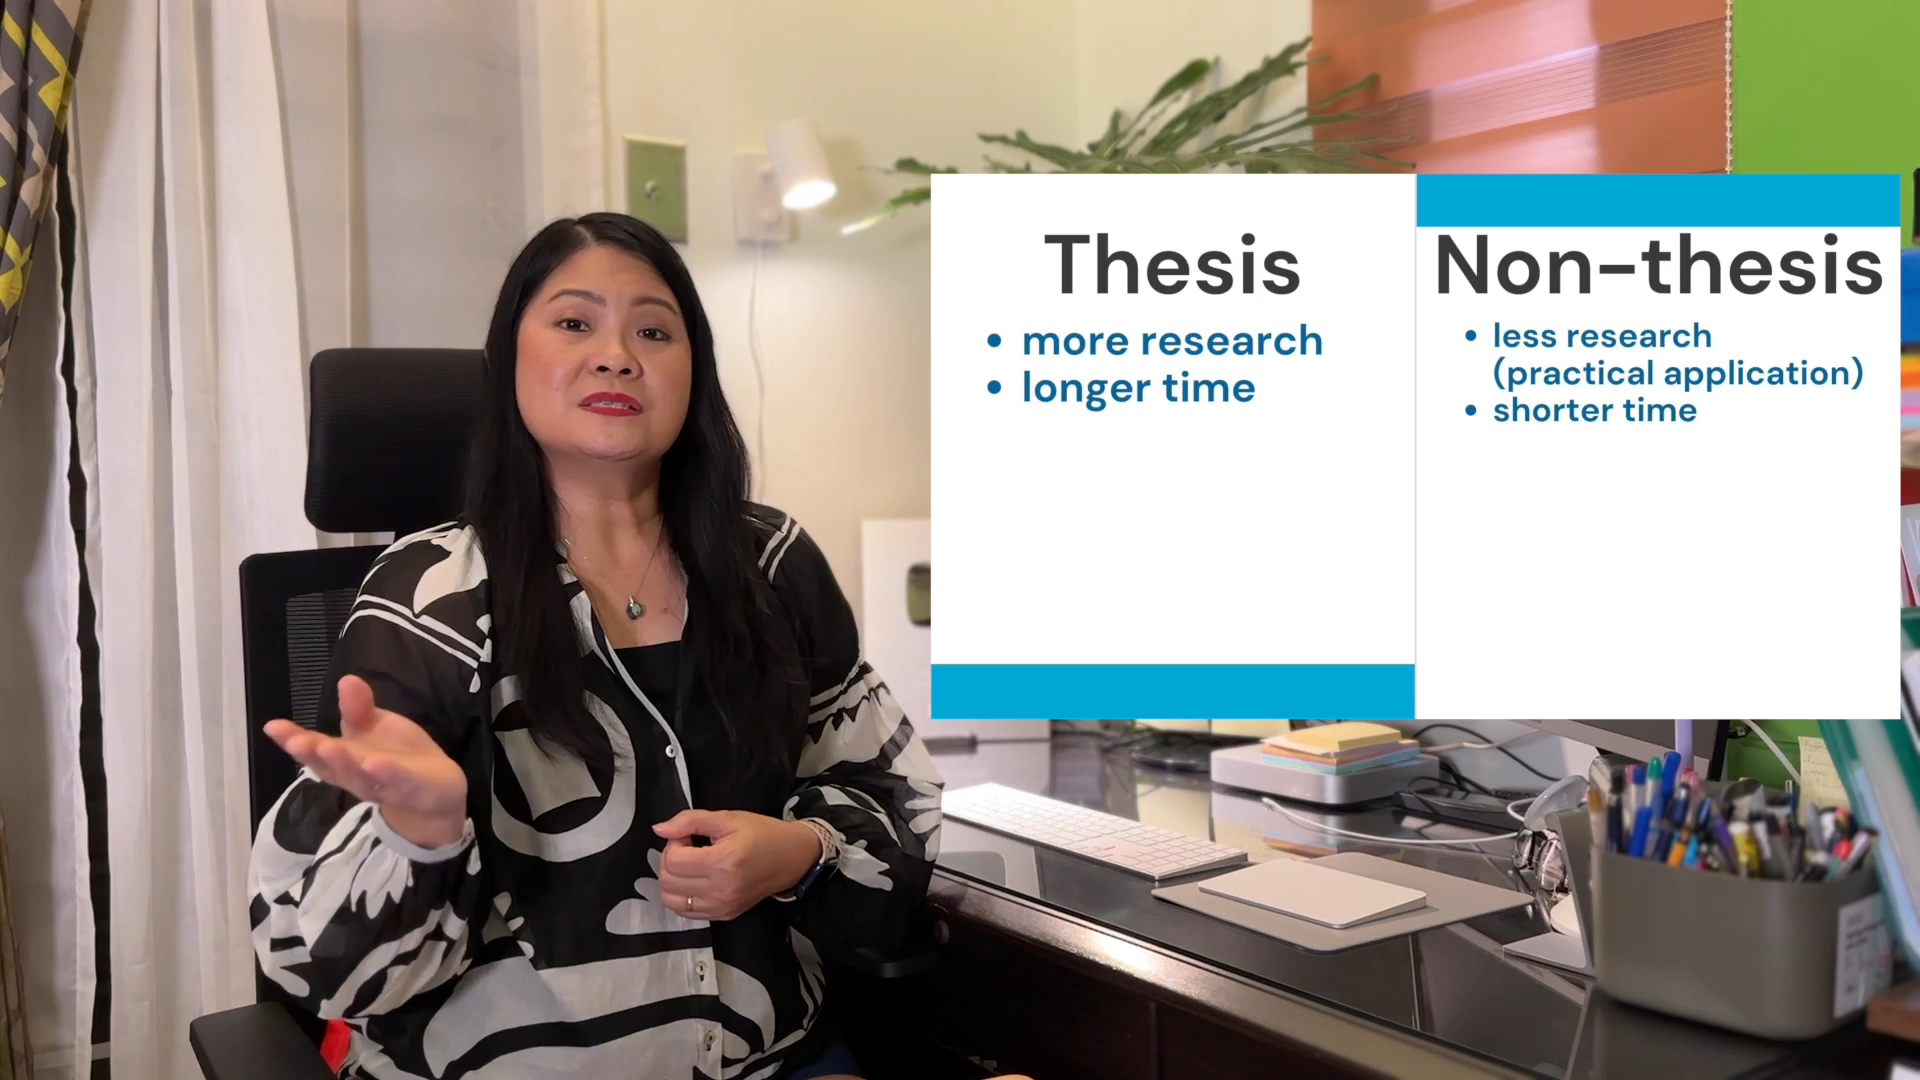 Thesis
• more research
• longer time
Non-thesis
• less research
(practical application)
• shorter time